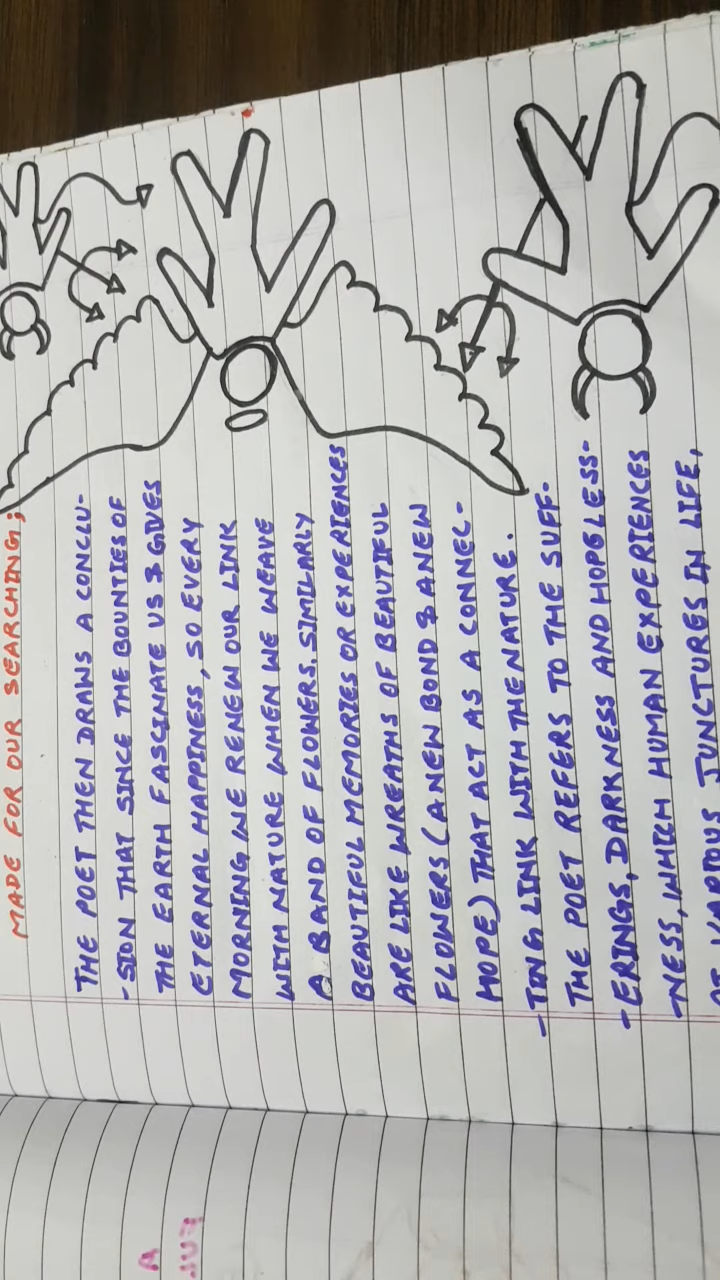 MADE FOR OUR SEARCHING;
THE POET THEN DRAWS A CONCLU-
-SION THAT SINCE THE BOUNTIES OF
THE EARTH FASCINATE US & GIVES
ETERNAL HAPPINESS, SO EVERY
MORNING WE RENEW OUR LINK
WITH NATURE WHEN WE WEAVE
A BAND OF FLOWERS. SIMILARLY
BEAUTIFUL MEMORIES OR EXPERIENCES
ARE LIKE WREATHS OF BEAUTIFUL
FLOWERS (A NEW BOND & A NEW
HOPE) THAT ACT AS A CONNEC-
-TING LINK WITH THE NATURE.
THE POET REFERS TO THE SUFF-
-ERINGS, DARKNESS AND HOPELESS-
-NESS, WHICH HUMAN EXPERIENCES
AT VARIOUS JUNCTURES IN LIFE,